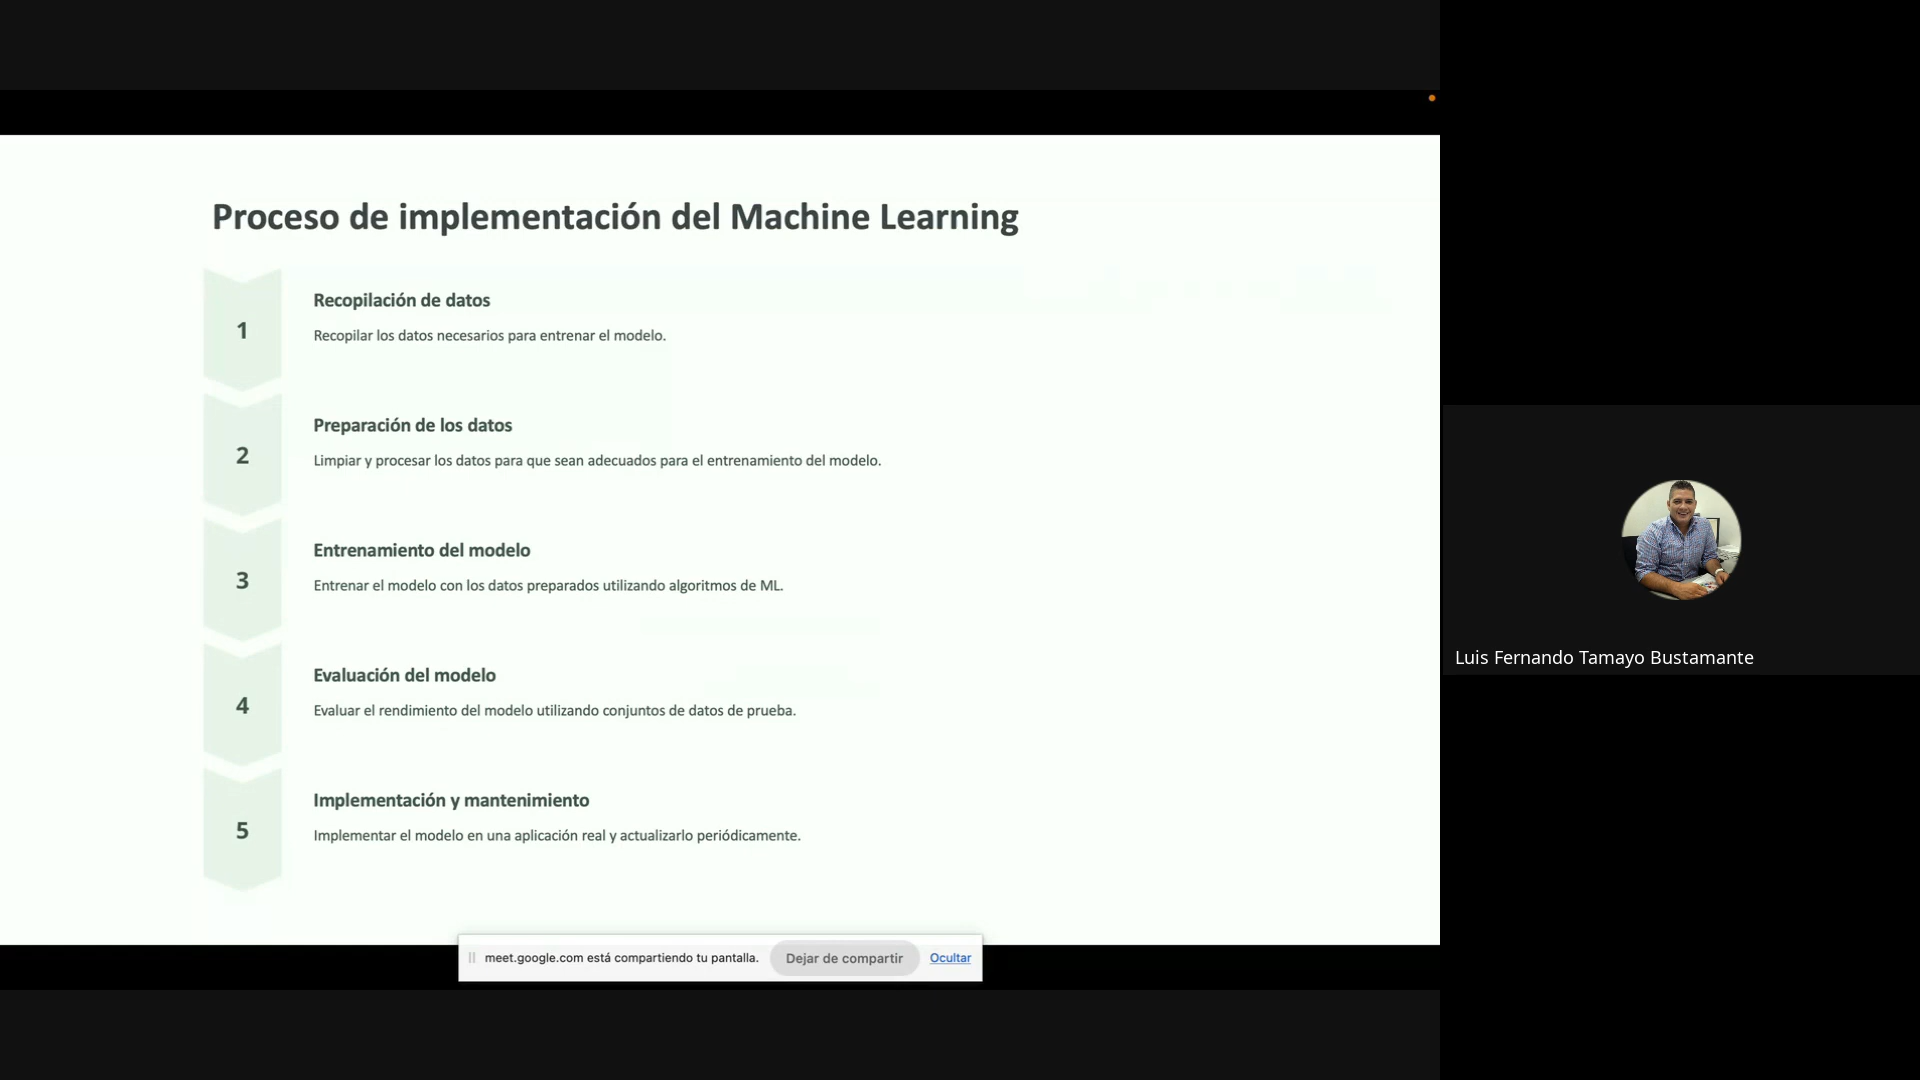 Proceso de implementación del Machine Learning
1
Recopilación de datos
Recopilar los datos necesarios para entrenar el modelo.
2
Preparación de los datos
Limpiar y procesar los datos para que sean adecuados para el entrenamiento del modelo.
3
Entrenamiento del modelo
Entrenar el modelo con los datos preparados utilizando algoritmos de ML.
4
Evaluación del modelo
Evaluar el rendimiento del modelo utilizando conjuntos de datos de prueba.
5
Implementación y mantenimiento
Implementar el modelo en una aplicación real y actualizarlo periódicamente.
meet.google.com está compartiendo tu pantalla. Dejar de compartir Ocultar
Luis Fernando Tamayo Bustamante